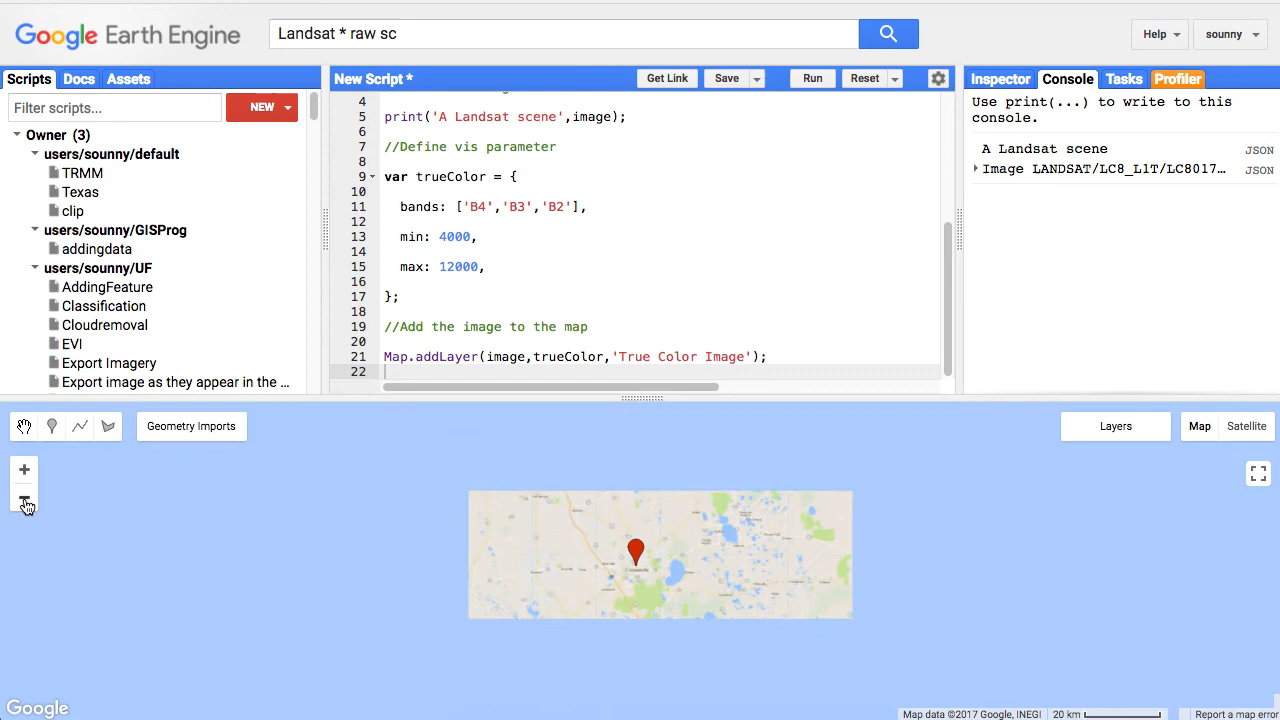 Google Earth Engine
Landsat * raw sc
Help
sounny
Scripts
Docs
Assets
New Script *
Get Link
Save
Run
Reset
Inspector
Console
Tasks
Profiler
Filter scripts...
NEW
Owner (3)
users/sounny/default
TRMM
Texas
clip
users/sounny/GISProg
addingdata
users/sounny/UF
AddingFeature
Classification
Cloudremoval
EVI
Export Imagery
Export image as they appear in the ...
4
5 print('A Landsat scene',image);
6
7 //Define vis parameter
8
9 var trueColor = {
10
11 bands: ['B4','B3','B2'],
12
13 min: 4000,
14
15 max: 12000,
16
17 };
18
19 //Add the image to the map
20
21 Map.addLayer(image,trueColor,'True Color Image');
22
Use print(...) to write to this
console.
A Landsat scene JSON
Image LANDSAT/LC8_L1T/LC8017... JSON
Geometry Imports
Layers
Map
Satellite
Google
Map data ©2017 Google, INEGI
20 km
Report a map error